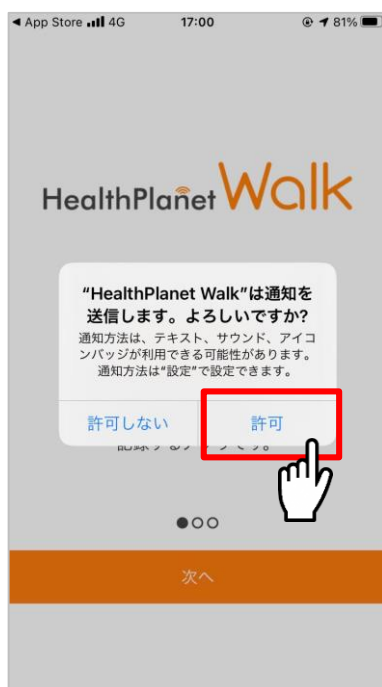 App Store 4G 17:00 81%
HealthPlanet Walk
“HealthPlanet Walk”は通知を
送信します。よろしいですか?
通知方法は、テキスト、サウンド、アイコ
ンバッジが利用できる可能性があります。
通知方法は“設定”で設定できます。
許可しない 許可
次へ